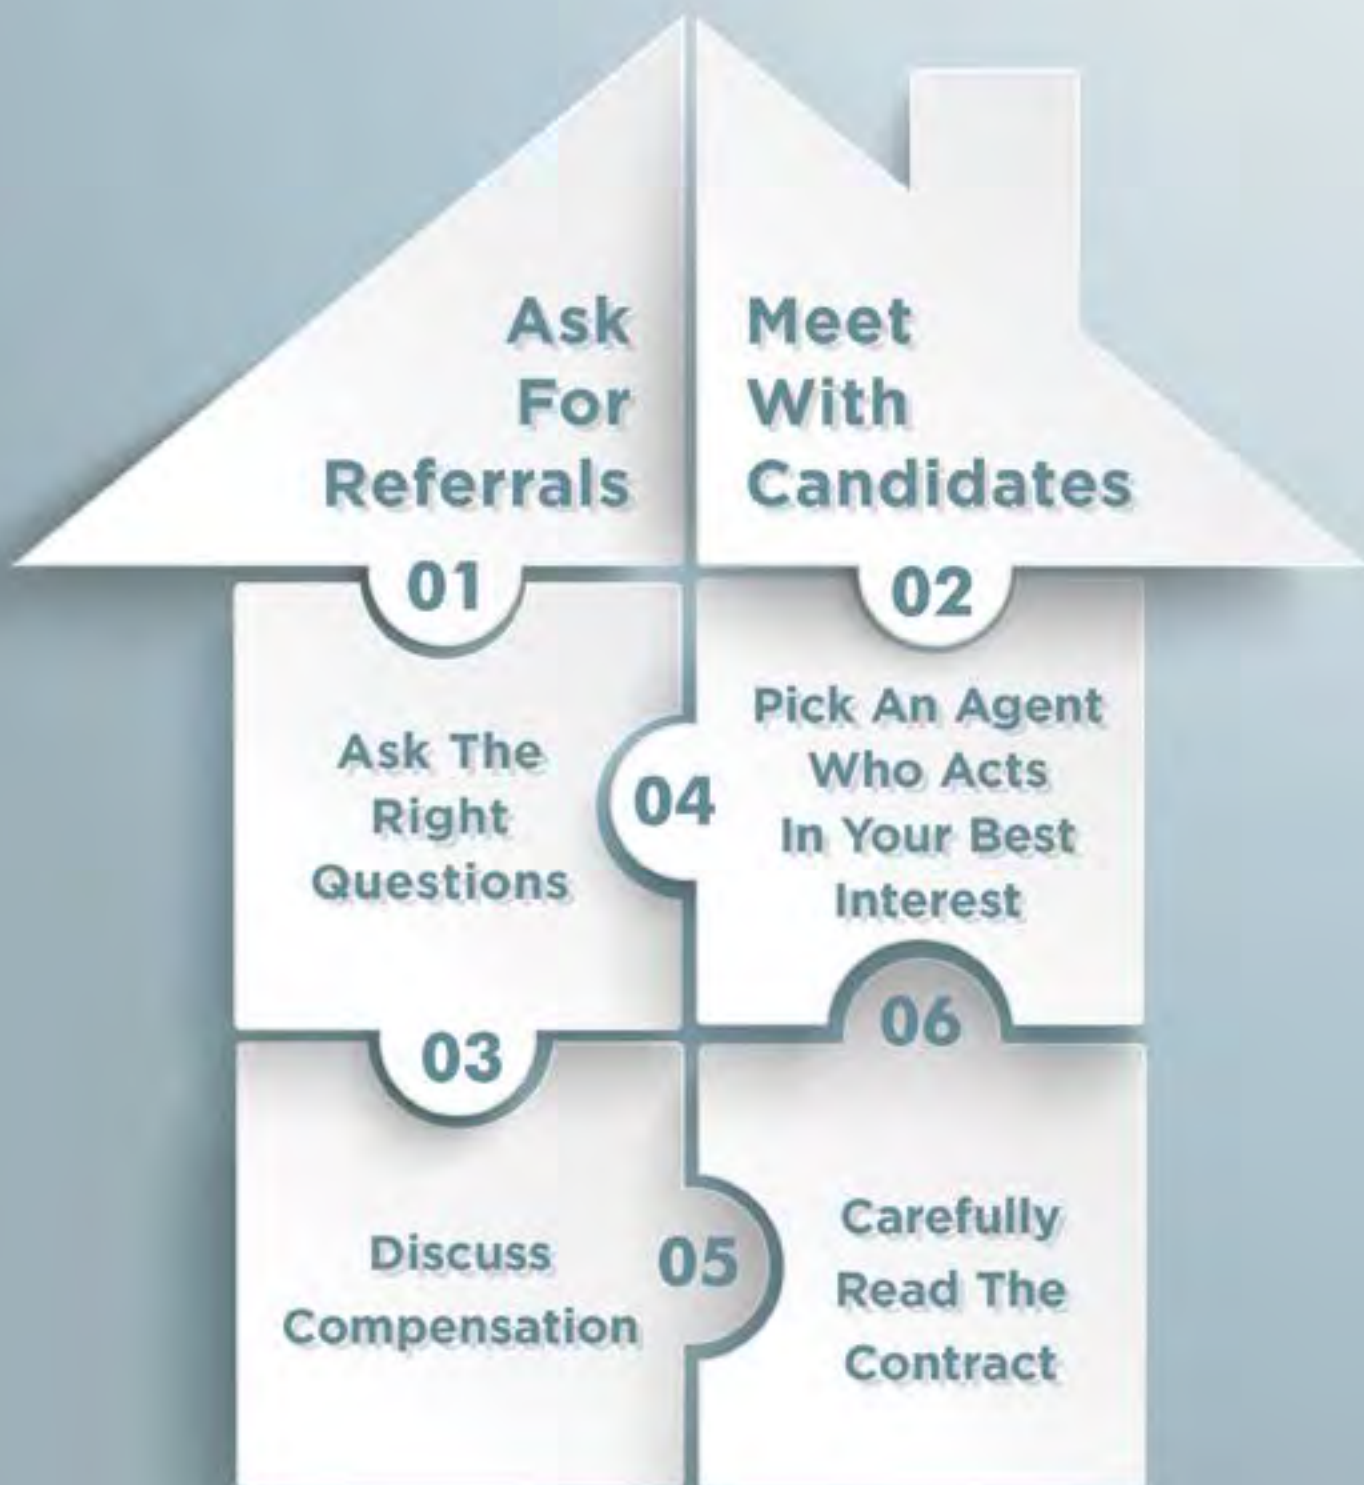 Ask
For
Referrals
01
Meet
With
Candidates
02
Ask The
Right
Questions
03
04
Pick An Agent
Who Acts
In Your Best
Interest
Discuss
Compensation
05
06
Carefully
Read The
Contract